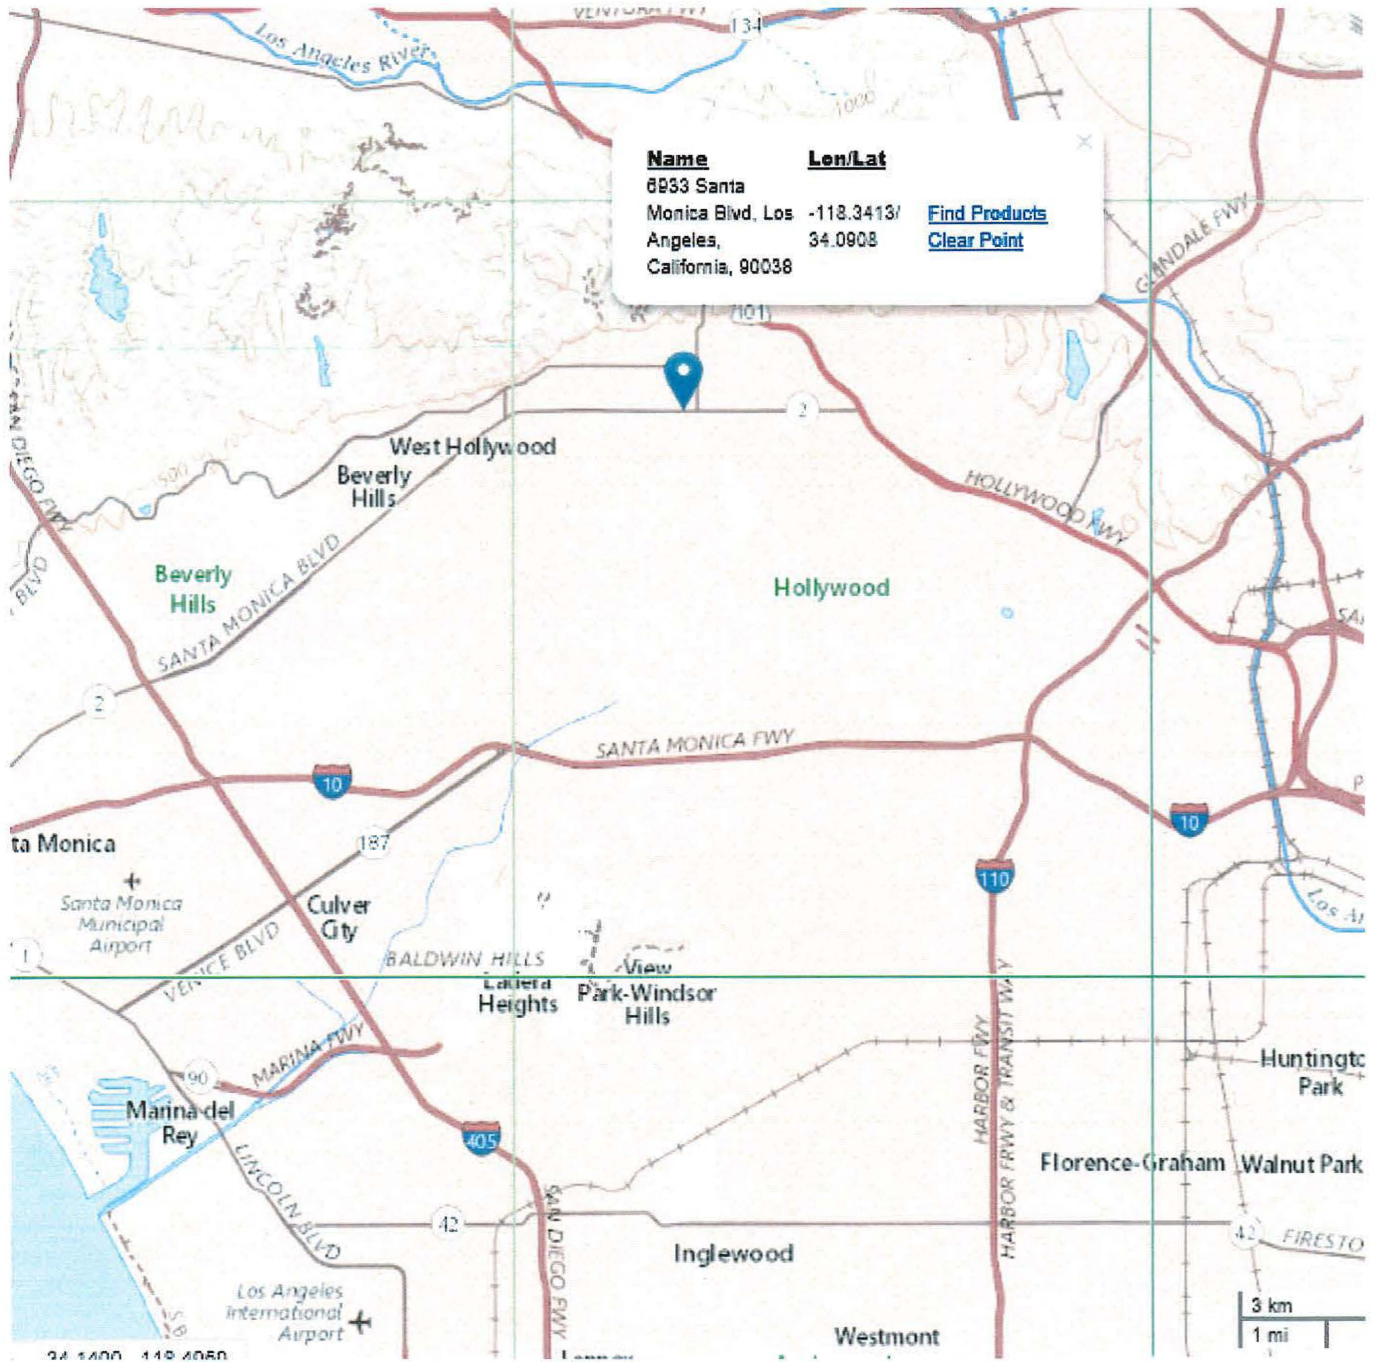 VENTURA FWY
134
Los Angeles River
1000
Name Lon/Lat
6933 Santa
Monica Blvd, Los -118.3413/ Find Products
Angeles, 34.0908 Clear Point
California, 90038
GLENDALE FWY
101
2
SAN DIEGO FWY
West Hollywood
Beverly
Hills
500
HOLLYWOOD FWY
BLVD
Beverly
Hills
SANTA MONICA BLVD
Hollywood
2
SANTA MONICA FWY
10
10
ta Monica
187
110
Santa Monica
Municipal
Airport
Culver
City
1
VENICE BLVD
BALDWIN HILLS
Ladera
Heights
View
Park-Windsor
Hills
HARBOR FWY
HARBOR FRWY & TRANSIT WAY
MARINA FWY
90
Huntingto
Park
Marina del
Rey
405
Florence-Graham
Walnut Park
LINCOLN BLVD
SAN DIEGO FWY
42
42
FIRESTO
Inglewood
Los Angeles
International
Airport
3 km
1 mi
Westmont